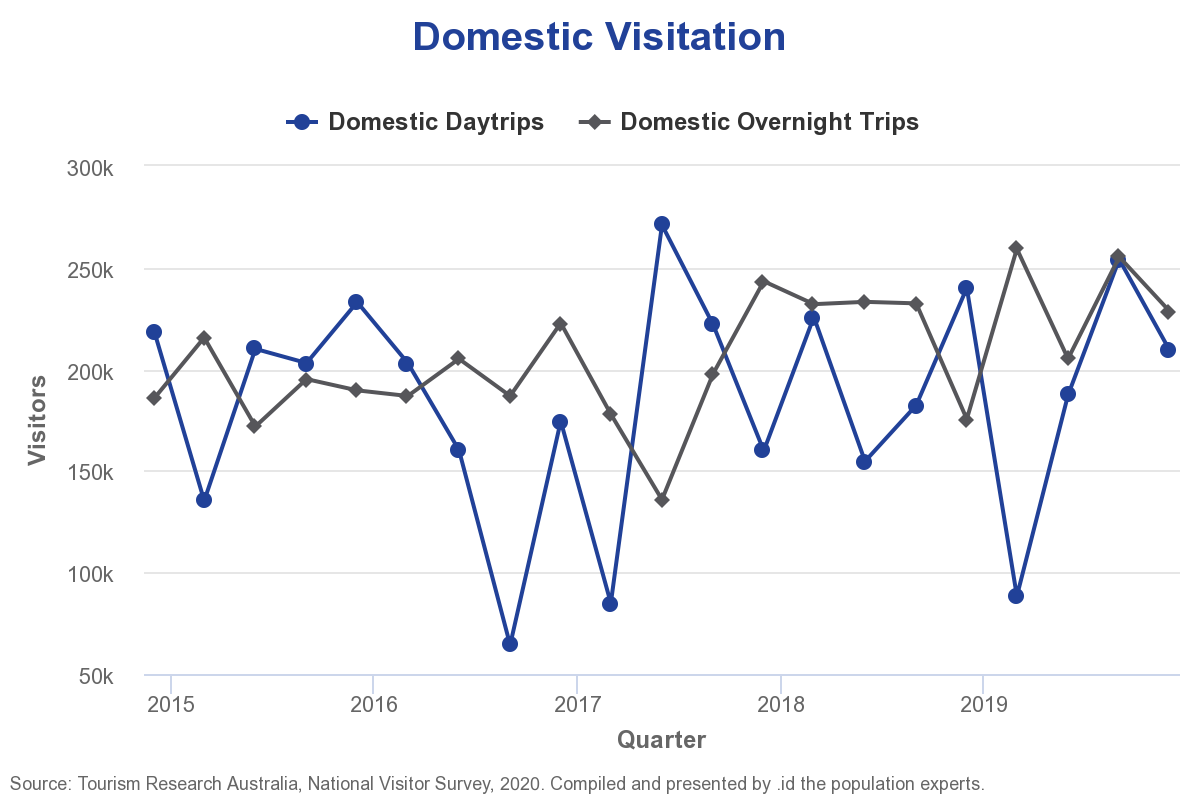 Domestic Visitation
Domestic Daytrips
Domestic Overnight Trips
300k
250k
200k
150k
100k
50k
Visitors
2015
2016
2017
2018
2019
Quarter
Source: Tourism Research Australia, National Visitor Survey, 2020. Compiled and presented by .id the population experts.